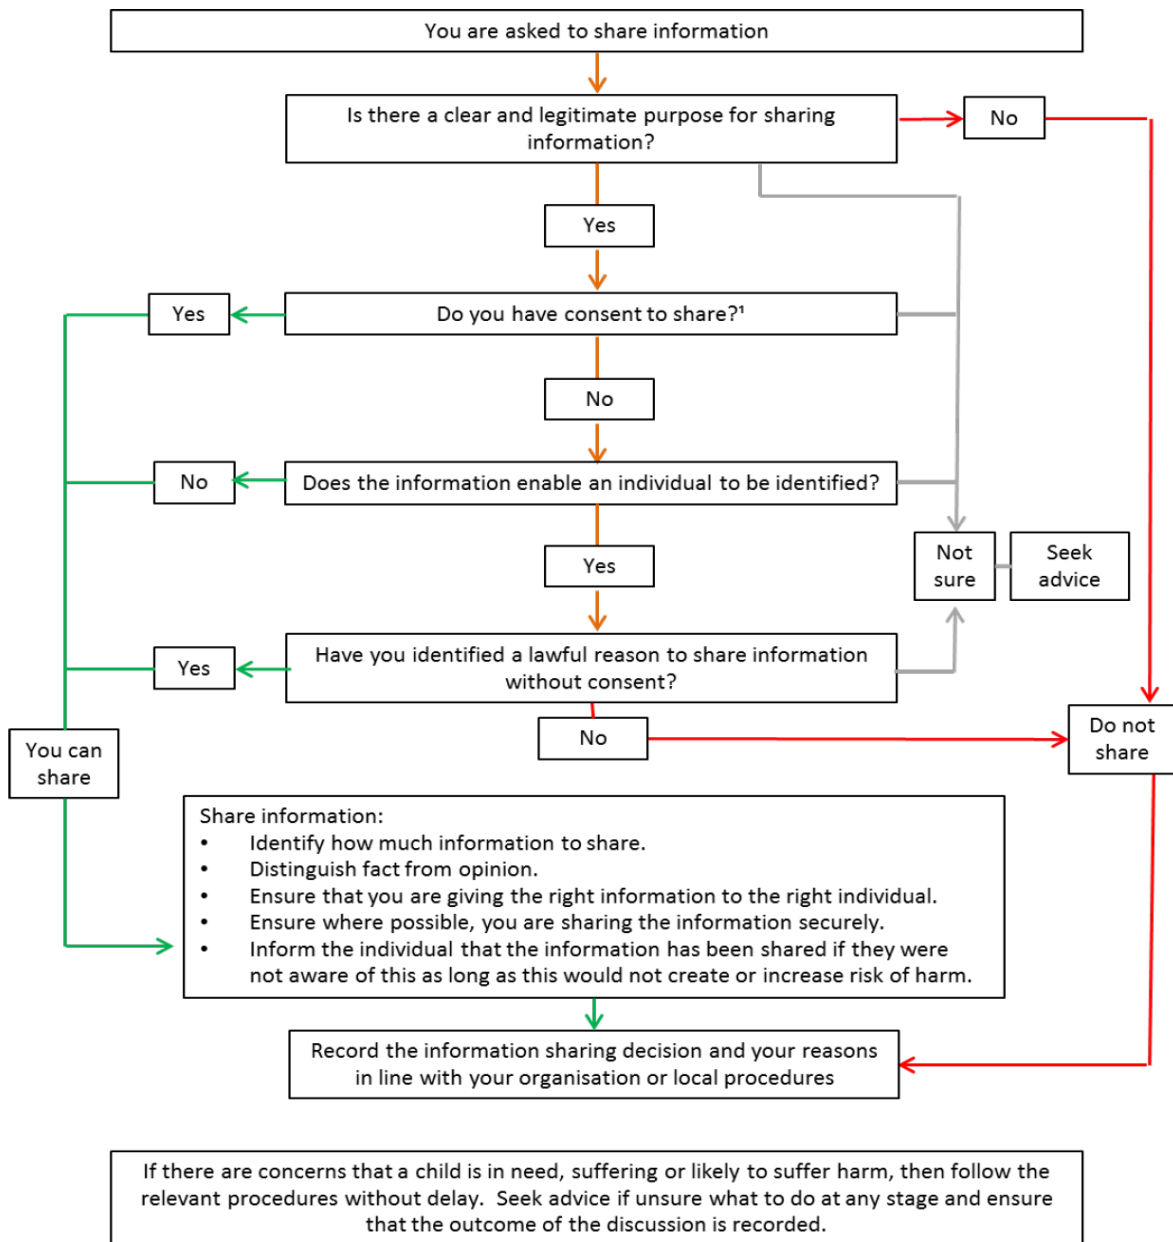 You are asked to share information
Is there a clear and legitimate purpose for sharing
information?
No
Yes
Yes
Do you have consent to share?¹
No
No
Does the information enable an individual to be identified?
Yes
Not
sure
Seek
advice
Yes
Have you identified a lawful reason to share information
without consent?
No
Do not
share
You can
share
Share information:
• Identify how much information to share.
• Distinguish fact from opinion.
• Ensure that you are giving the right information to the right individual.
• Ensure where possible, you are sharing the information securely.
• Inform the individual that the information has been shared if they were
not aware of this as long as this would not create or increase risk of harm.
Record the information sharing decision and your reasons
in line with your organisation or local procedures
If there are concerns that a child is in need, suffering or likely to suffer harm, then follow the
relevant procedures without delay.  Seek advice if unsure what to do at any stage and ensure
that the outcome of the discussion is recorded.